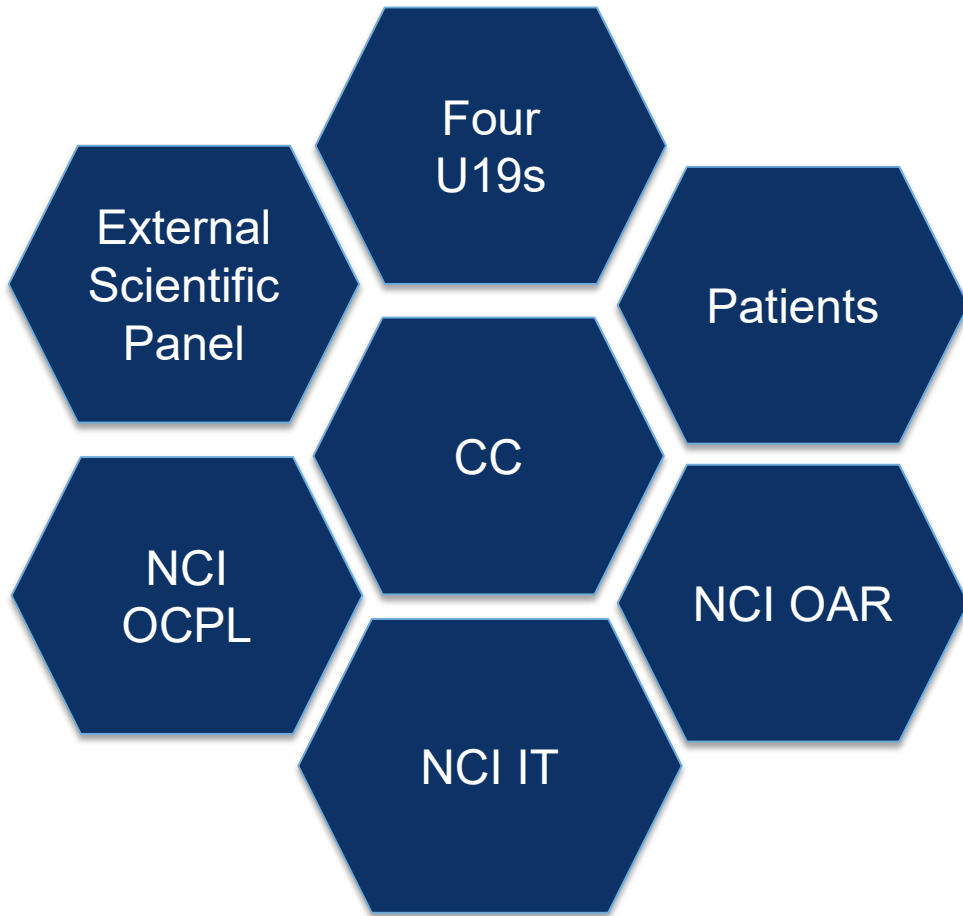 Four
U19s
External
Scientific
Panel
Patients
CC
NCI
OCPL
NCI OAR
NCI IT